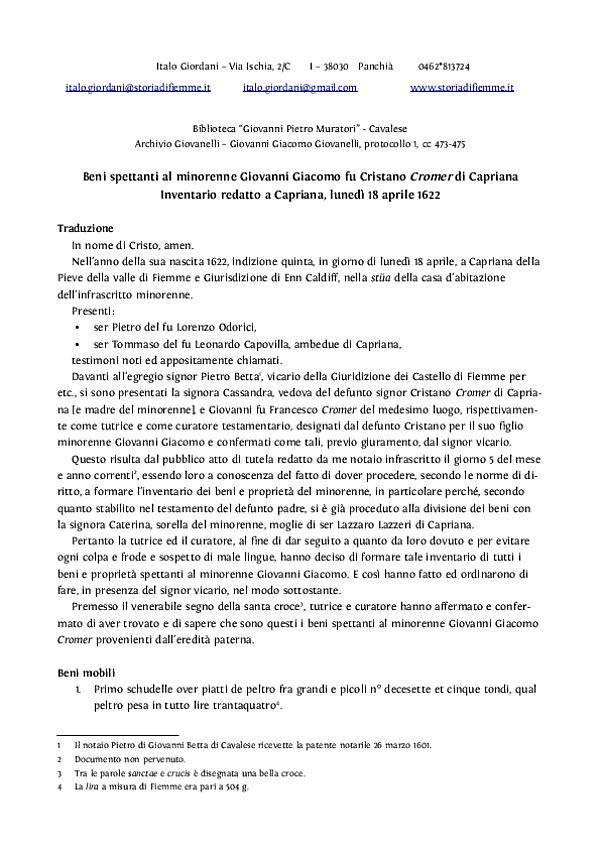 Italo Giordani – Via Ischia, 2/C I – 38030 Panchià 0462*813724
italo.giordani@storiadifiemme.it italo.giordani@gmail.com www.storiadifiemme.it
Biblioteca “Giovanni Pietro Muratori” - Cavalese
Archivio Giovanelli – Giovanni Giacomo Giovanelli, protocollo 1, cc 473-475
Beni spettanti al minorenne Giovanni Giacomo fu Cristano Cromer di Capriana
Inventario redatto a Capriana, lunedì 18 aprile 1622
Traduzione
In nome di Cristo, amen.
Nell’anno della sua nascita 1622, indizione quinta, in giorno di lunedì 18 aprile, a Capriana della
Pieve della valle di Fiemme e Giurisdizione di Enn Caldiff, nella stüa della casa d’abitazione
dell’infrascritto minorenne.
Presenti:
• ser Pietro del fu Lorenzo Odorici,
• ser Tommaso del fu Leonardo Capovilla, ambedue di Capriana,
testimoni noti ed appositamente chiamati.
Davanti all’egregio signor Pietro Betta¹, vicario della Giuridizione dei Castello di Fiemme per
etc., si sono presentati la signora Cassandra, vedova del defunto signor Cristano Cromer di Capria-
na [e madre del minorenne], e Giovanni fu Francesco Cromer del medesimo luogo, rispettivamen-
te come tutrice e come curatore testamentario, designati dal defunto Cristano per il suo figlio
minorenne Giovanni Giacomo e confermati come tali, previo giuramento, dal signor vicario.
Questo risulta dal pubblico atto di tutela redatto da me notaio infrascritto il giorno 5 del mese
e anno correnti², essendo loro a conoscenza del fatto di dover procedere, secondo le norme di di-
ritto, a formare l’inventario dei beni e proprietà del minorenne, in particolare perché, secondo
quanto stabilito nel testamento del defunto padre, si è già proceduto alla divisione dei beni con
la signora Caterina, sorella del minorenne, moglie di ser Lazzaro Lazzeri di Capriana.
Pertanto la tutrice ed il curatore, al fine di dar seguito a quanto da loro dovuto e per evitare
ogni colpa e frode e sospetto di male lingue, hanno deciso di formare tale inventario di tutti i
beni e proprietà spettanti al minorenne Giovanni Giacomo. E così hanno fatto ed ordinarono di
fare, in presenza del signor vicario, nel modo sottostante.
Premesso il venerabile segno della santa croce³, tutrice e curatore hanno affermato e confer-
mato di aver trovato e di sapere che sono questi i beni spettanti al minorenne Giovanni Giacomo
Cromer provenienti dall’eredità paterna.
Beni mobili
1. Primo schudelle over piatti de peltro fra grandi e picoli n° decesette et cinque tondi, qual
peltro pesa in tutto lire trantaquatro⁴.
1 Il notaio Pietro di Giovanni Betta di Cavalese ricevette la patente notarile 26 marzo 1601.
2 Documento non pervenuto.
3 Tra le parole sanctae e crucis è disegnata una bella croce.
4 La lira a misura di Fiemme era pari a 504 g.